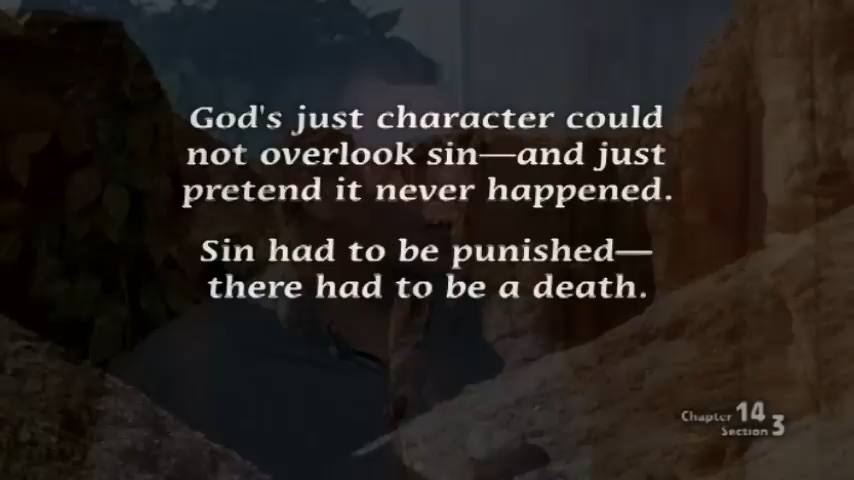 God's just character could
not overlook sin—and just
pretend it never happened.
Sin had to be punished—
there had to be a death.
Chapter 14
Section 3